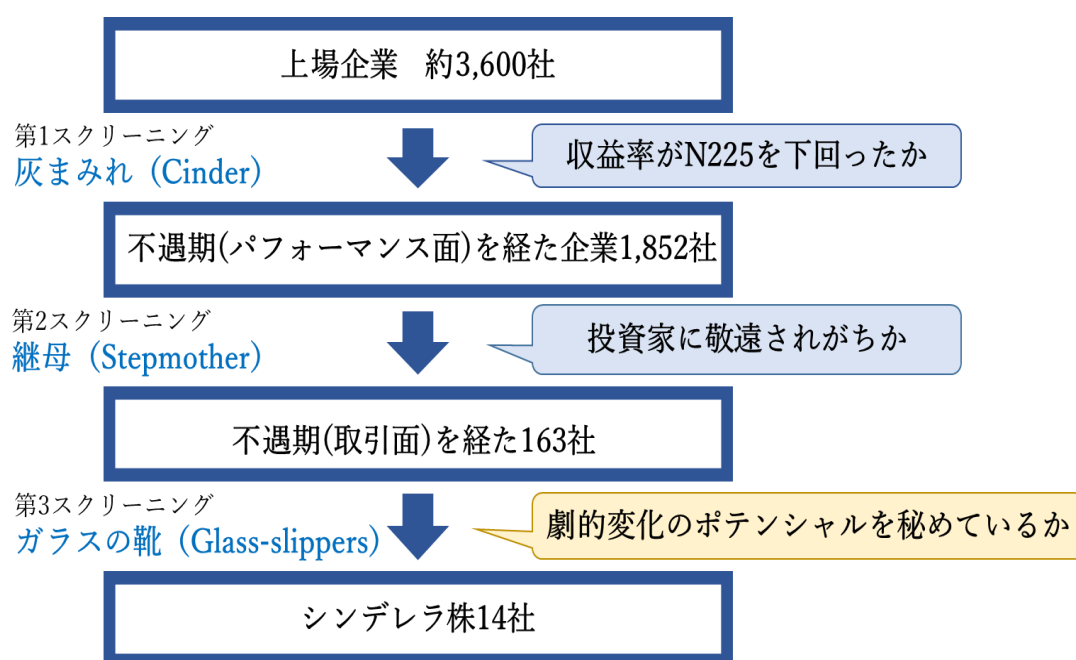 上場企業　約3,600社
第1スクリーニング
灰まみれ（Cinder）
収益率がN225を下回ったか
不遇期(パフォーマンス面)を経た企業1,852社
第2スクリーニング
継母（Stepmother）
投資家に敬遠されがちか
不遇期(取引面)を経た163社
第3スクリーニング
ガラスの靴（Glass-slippers）
劇的変化のポテンシャルを秘めているか
シンデレラ株14社